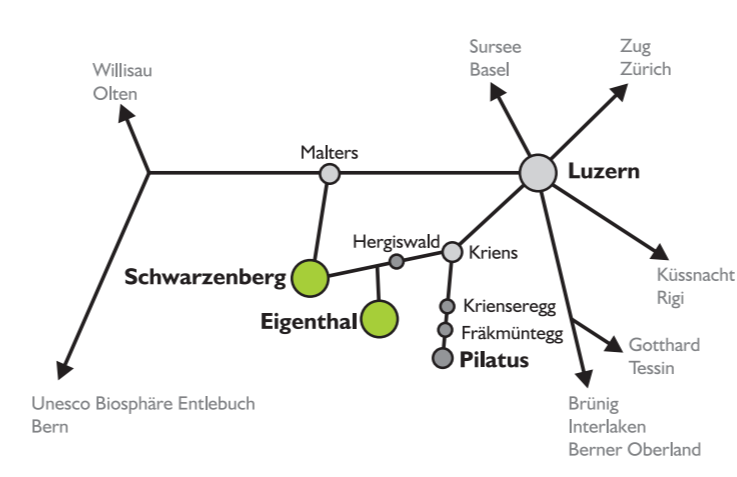 Sursee
Basel
Zug
Zürich
Willisau
Olten
Malters
Luzern
Hergiswald
Kriens
Schwarzenberg
Küssnacht
Rigi
Krienseregg
Eigenthal
Fräkmüntegg
Gotthard
Tessin
Pilatus
Unesco Biosphäre Entlebuch
Bern
Brünig
Interlaken
Berner Oberland